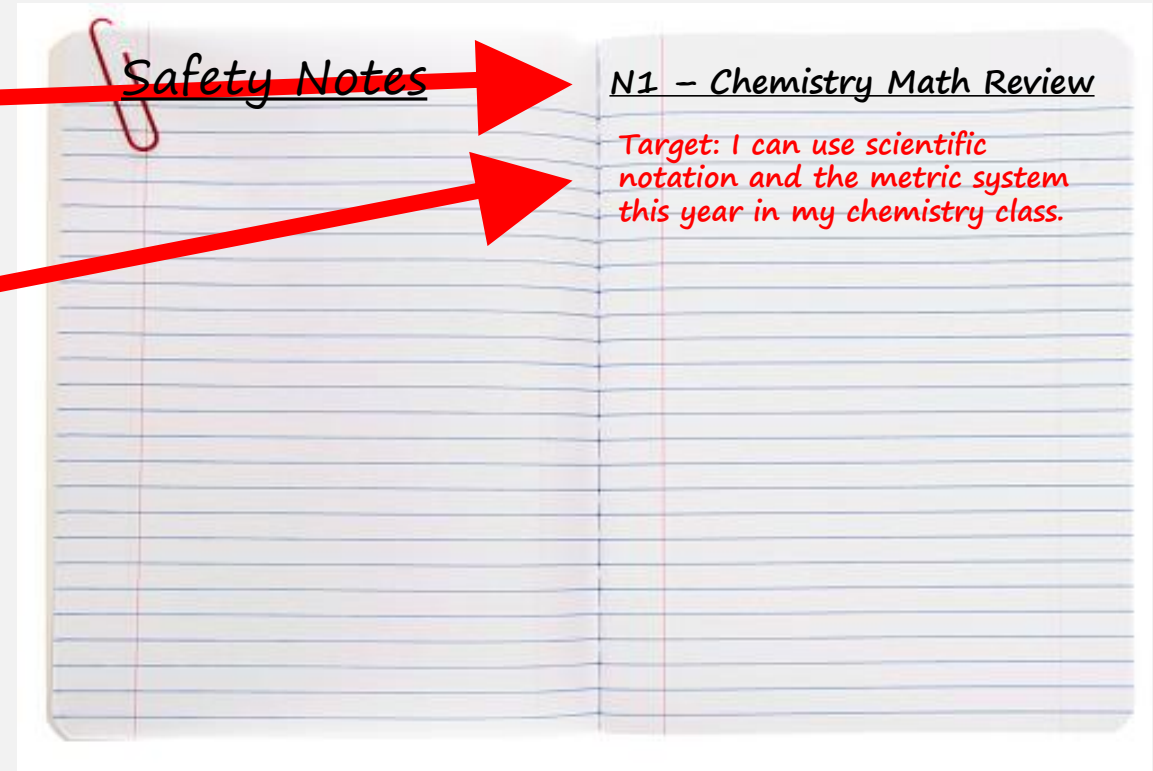 Safety Notes
N1 – Chemistry Math Review
Target: I can use scientific
notation and the metric system
this year in my chemistry class.